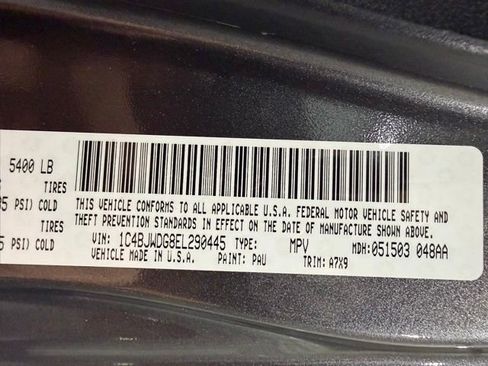 5400 LB
TIRES
35 PSI) COLD
TIRES
5 PSI) COLD
THIS VEHICLE CONFORMS TO ALL APPLICABLE U.S.A. FEDERAL MOTOR VEHICLE SAFETY AND
THEFT PREVENTION STANDARDS IN EFFECT ON THE DATE OF MANUFACTURE SHOWN ABOVE.
VIN: 1C4BJWDG8EL290445 TYPE: MPV MDH: 051503 048AA
VEHICLE MADE IN U.S.A. PAINT: PAU TRIM: A7X9